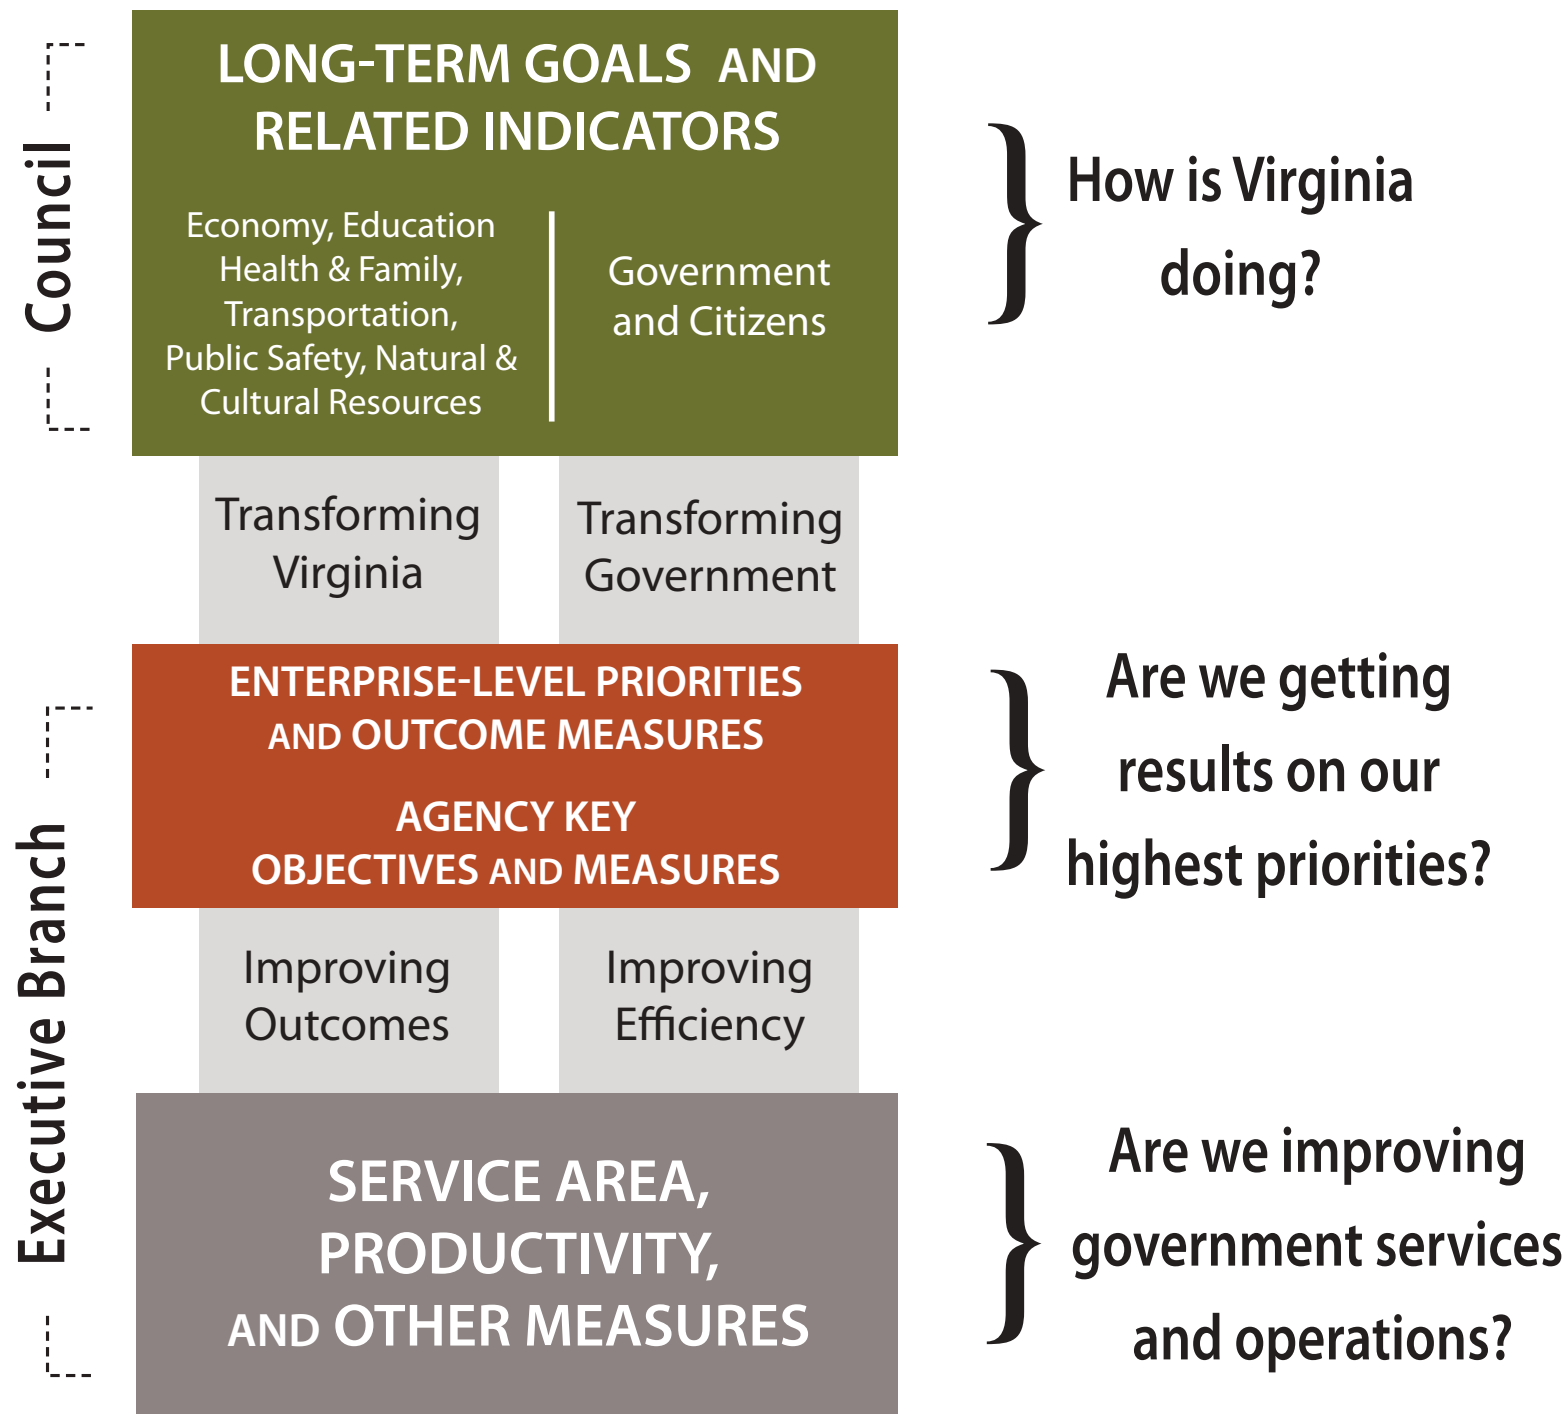 Council
LONG-TERM GOALS AND
RELATED INDICATORS
Economy, Education
Health & Family,
Transportation,
Public Safety, Natural &
Cultural Resources
Government
and Citizens
How is Virginia
doing?
Transforming
Virginia
Transforming
Government
Executive Branch
ENTERPRISE-LEVEL PRIORITIES
AND OUTCOME MEASURES
AGENCY KEY
OBJECTIVES AND MEASURES
Are we getting
results on our
highest priorities?
Improving
Outcomes
Improving
Efficiency
SERVICE AREA,
PRODUCTIVITY,
AND OTHER MEASURES
Are we improving
government services
and operations?